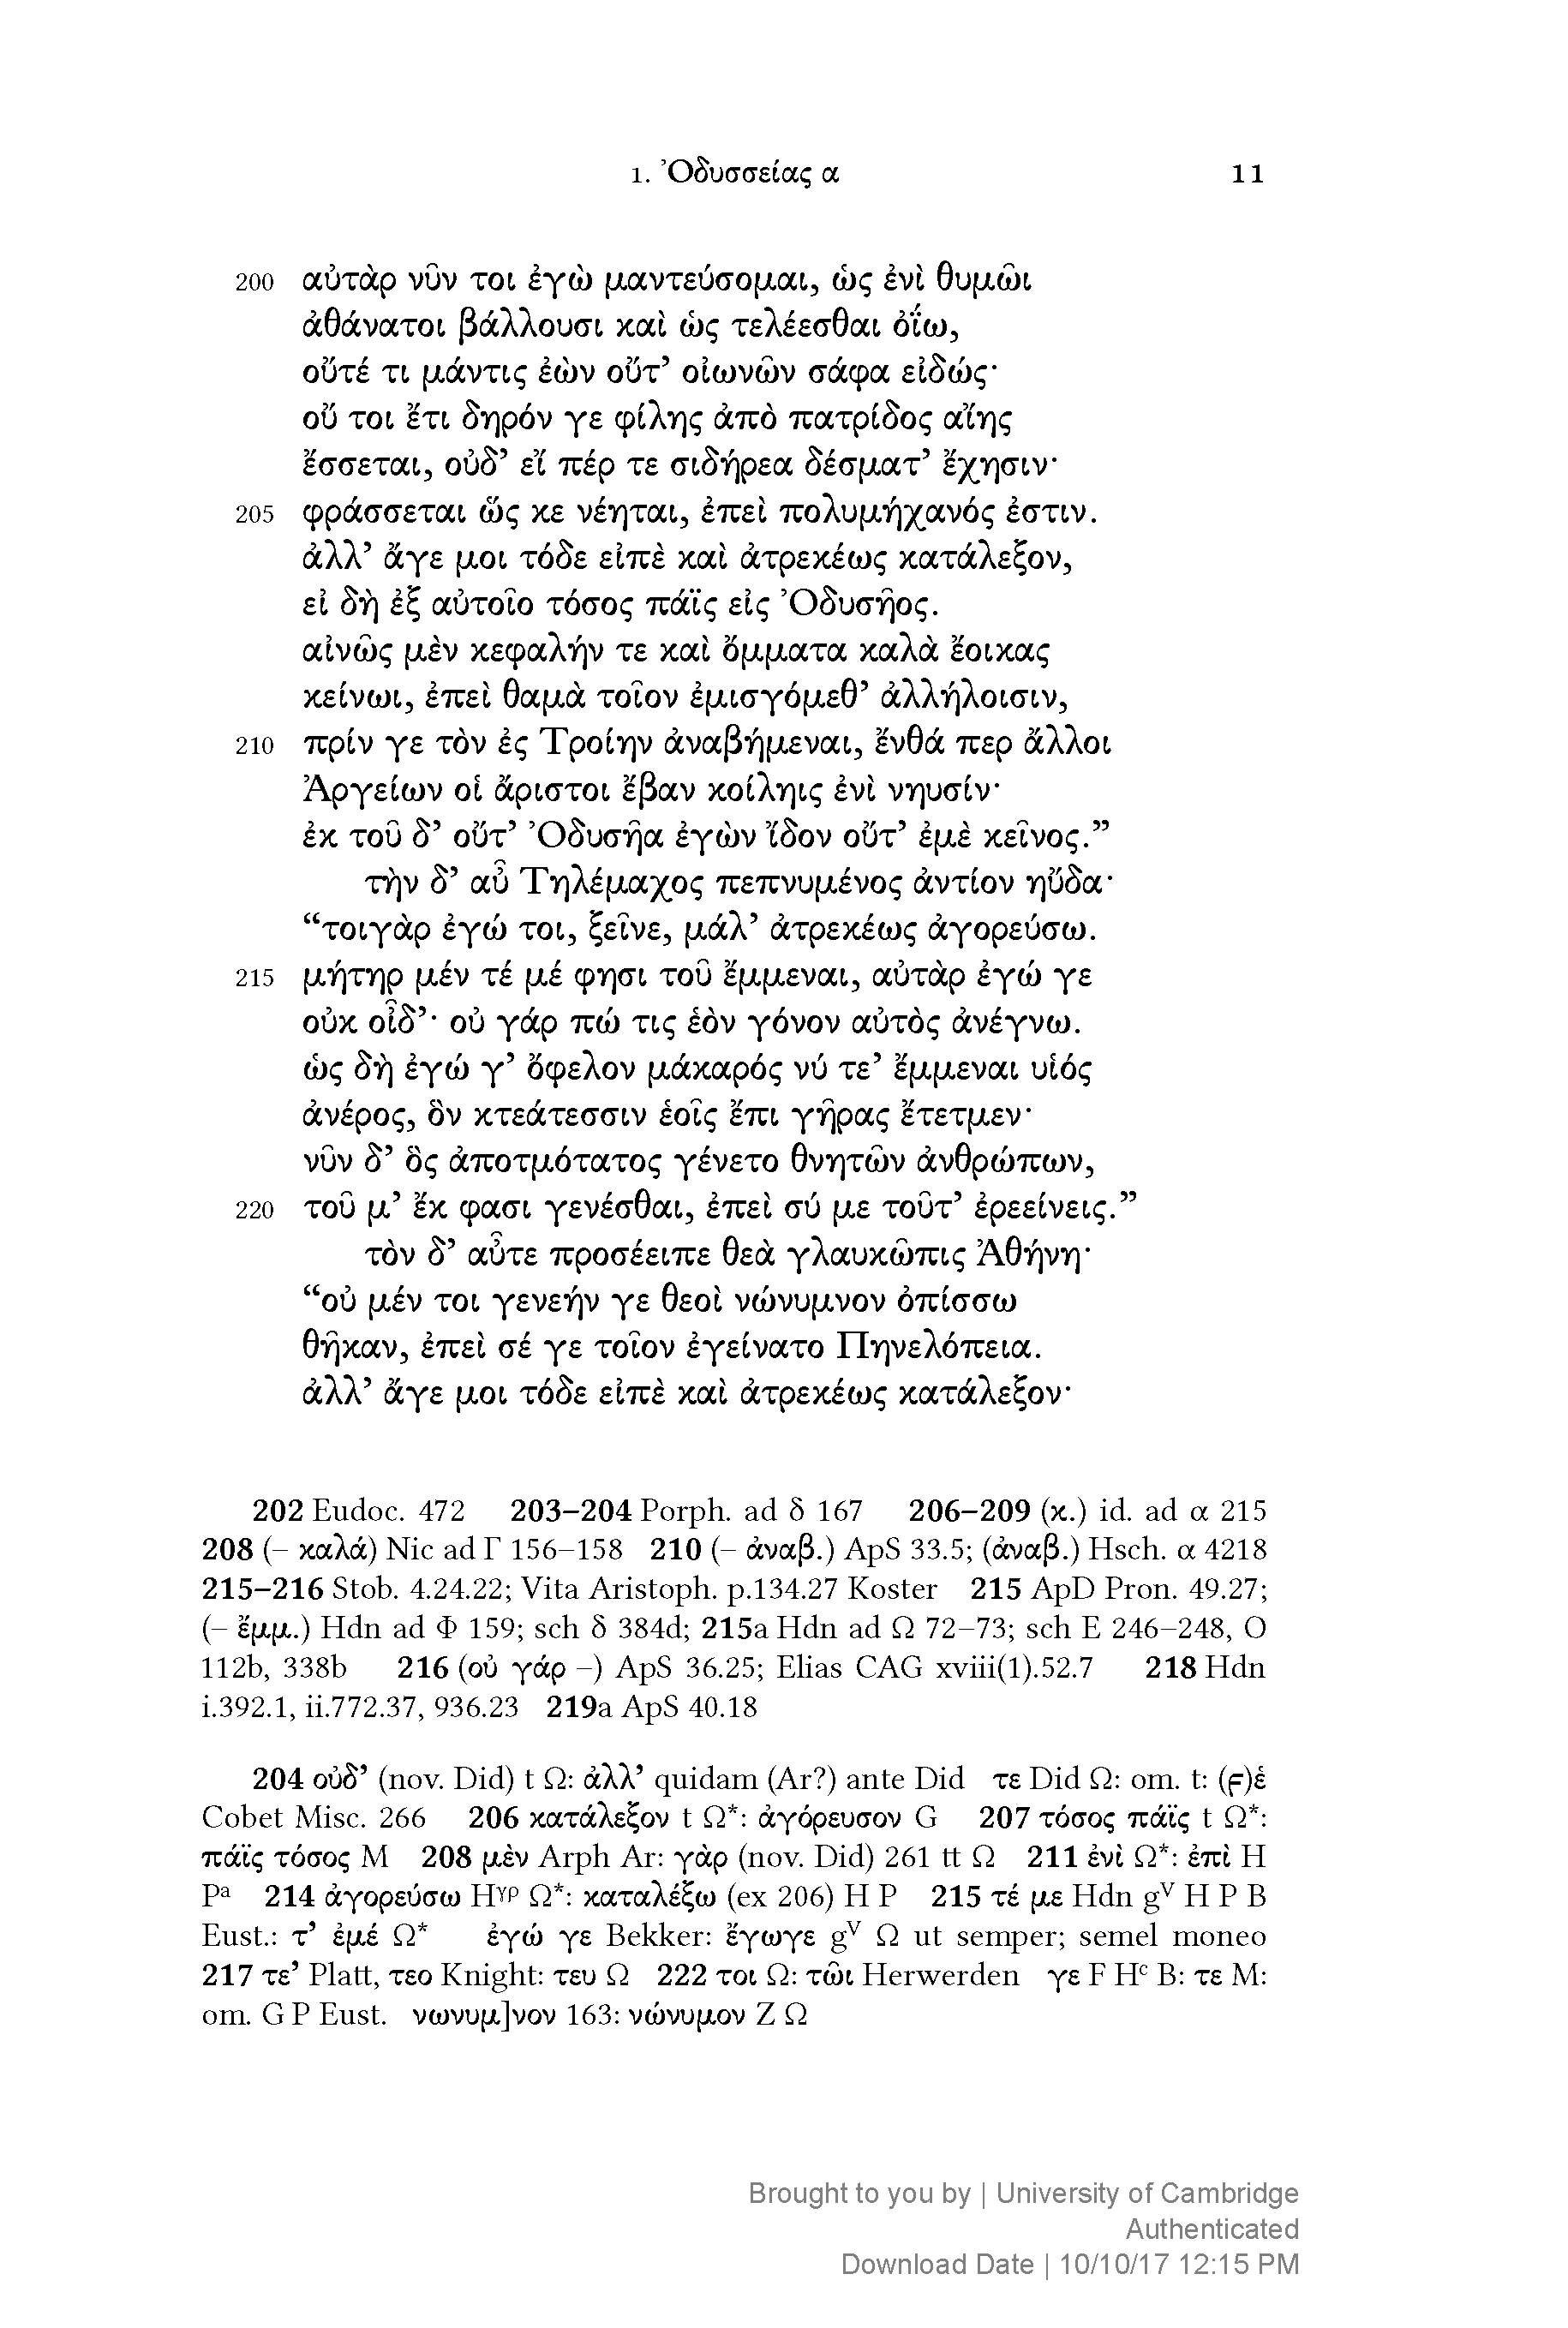 1. Ὀδυσσείας α 11
200 αὐτὰρ νῦν τοι ἐγὼ μαντεύσομαι, ὡς ἐνὶ θυμῶι
ἀθάνατοι βάλλουσι καὶ ὡς τελέεσθαι ὀΐω,
οὔτέ τι μάντις ἐὼν οὔτ’ οἰωνῶν σάφα εἰδώς·
οὔ τοι ἔτι δηρόν γε φίλης ἀπὸ πατρίδος αἴης
ἔσσεται, οὐδ’ εἴ πέρ τε σιδήρεα δέσματ’ ἔχησιν·
205 φράσσεται ὥς κε νέηται, ἐπεὶ πολυμήχανός ἐστιν.
ἀλλ’ ἄγε μοι τόδε εἰπὲ καὶ ἀτρεκέως κατάλεξον,
εἰ δὴ ἐξ αὐτοῖο τόσος πάϊς εἰς Ὀδυσῆος.
αἰνῶς μὲν κεφαλήν τε καὶ ὄμματα καλὰ ἔοικας
κείνωι, ἐπεὶ θαμὰ τοῖον ἐμισγόμεθ’ ἀλλήλοισιν,
210 πρίν γε τὸν ἐς Τροίην ἀναβήμεναι, ἔνθά περ ἄλλοι
Ἀργείων οἱ ἄριστοι ἔβαν κοίληις ἐνὶ νηυσίν·
ἐκ τοῦ δ’ οὔτ’ Ὀδυσῆα ἐγὼν ἴδον οὔτ’ ἐμὲ κεῖνος.”
τὴν δ’ αὖ Τηλέμαχος πεπνυμένος ἀντίον ηὔδα·
“τοιγὰρ ἐγώ τοι, ξεῖνε, μάλ’ ἀτρεκέως ἀγορεύσω.
215 μήτηρ μέν τέ μέ φησι τοῦ ἔμμεναι, αὐτὰρ ἐγώ γε
οὐκ οἶδ’· οὐ γάρ πώ τις ἑὸν γόνον αὐτὸς ἀνέγνω.
ὡς δὴ ἐγώ γ’ ὄφελον μάκαρός νύ τε’ ἔμμεναι υἱός
ἀνέρος, ὃν κτεάτεσσιν ἑοῖς ἔπι γῆρας ἔτετμεν·
νῦν δ’ ὃς ἀποτμότατος γένετο θνητῶν ἀνθρώπων,
220 τοῦ μ’ ἔκ φασι γενέσθαι, ἐπεὶ σύ με τοῦτ’ ἐρεείνεις.”
τὸν δ’ αὖτε προσέειπε θεὰ γλαυκῶπις Ἀθήνη·
“οὐ μέν τοι γενεήν γε θεοὶ νώνυμνον ὀπίσσω
θῆκαν, ἐπεὶ σέ γε τοῖον ἐγείνατο Πηνελόπεια.
ἀλλ’ ἄγε μοι τόδε εἰπὲ καὶ ἀτρεκέως κατάλεξον·
202 Eudoc. 472 203–204 Porph. ad δ 167 206–209 (κ.) id. ad α 215
208 (– καλά) Nic ad Γ 156–158 210 (– ἀναβ.) ApS 33.5; (ἀναβ.) Hsch. α 4218
215–216 Stob. 4.24.22; Vita Aristoph. p.134.27 Koster 215 ApD Pron. 49.27;
(– ἔμμ.) Hdn ad Φ 159; sch δ 384d; 215a Hdn ad Ω 72–73; sch Ε 246–248, Ο
112b, 338b 216 (οὐ γάρ –) ApS 36.25; Elias CAG xviii(1).52.7 218 Hdn
i.392.1, ii.772.37, 936.23 219a ApS 40.18
204 οὐδ’ (nov. Did) t Ω: ἀλλ’ quidam (Ar?) ante Did τε Did Ω: om. t: (ϝ)ἑ
Cobet Misc. 266 206 κατάλεξον t Ω*: ἀγόρευσον G 207 τόσος πάϊς t Ω*:
πάϊς τόσος M 208 μὲν Arph Ar: γὰρ (nov. Did) 261 tt Ω 211 ἐνὶ Ω*: ἐπὶ H
Pᵃ 214 ἀγορεύσω Hᵞᵖ Ω*: καταλέξω (ex 206) H P 215 τέ με Hdn gⱽ H P B
Eust.: τ’ ἐμέ Ω* ἐγώ γε Bekker: ἔγωγε gⱽ Ω ut semper; semel moneo
217 τε’ Platt, τεο Knight: τευ Ω 222 τοι Ω: τῶι Herwerden γε F Hᶜ B: τε M:
om. G P Eust. νωνυμ]νον 163: νώνυμον Z Ω
Brought to you by | University of Cambridge
Authenticated
Download Date | 10/10/17 12:15 PM